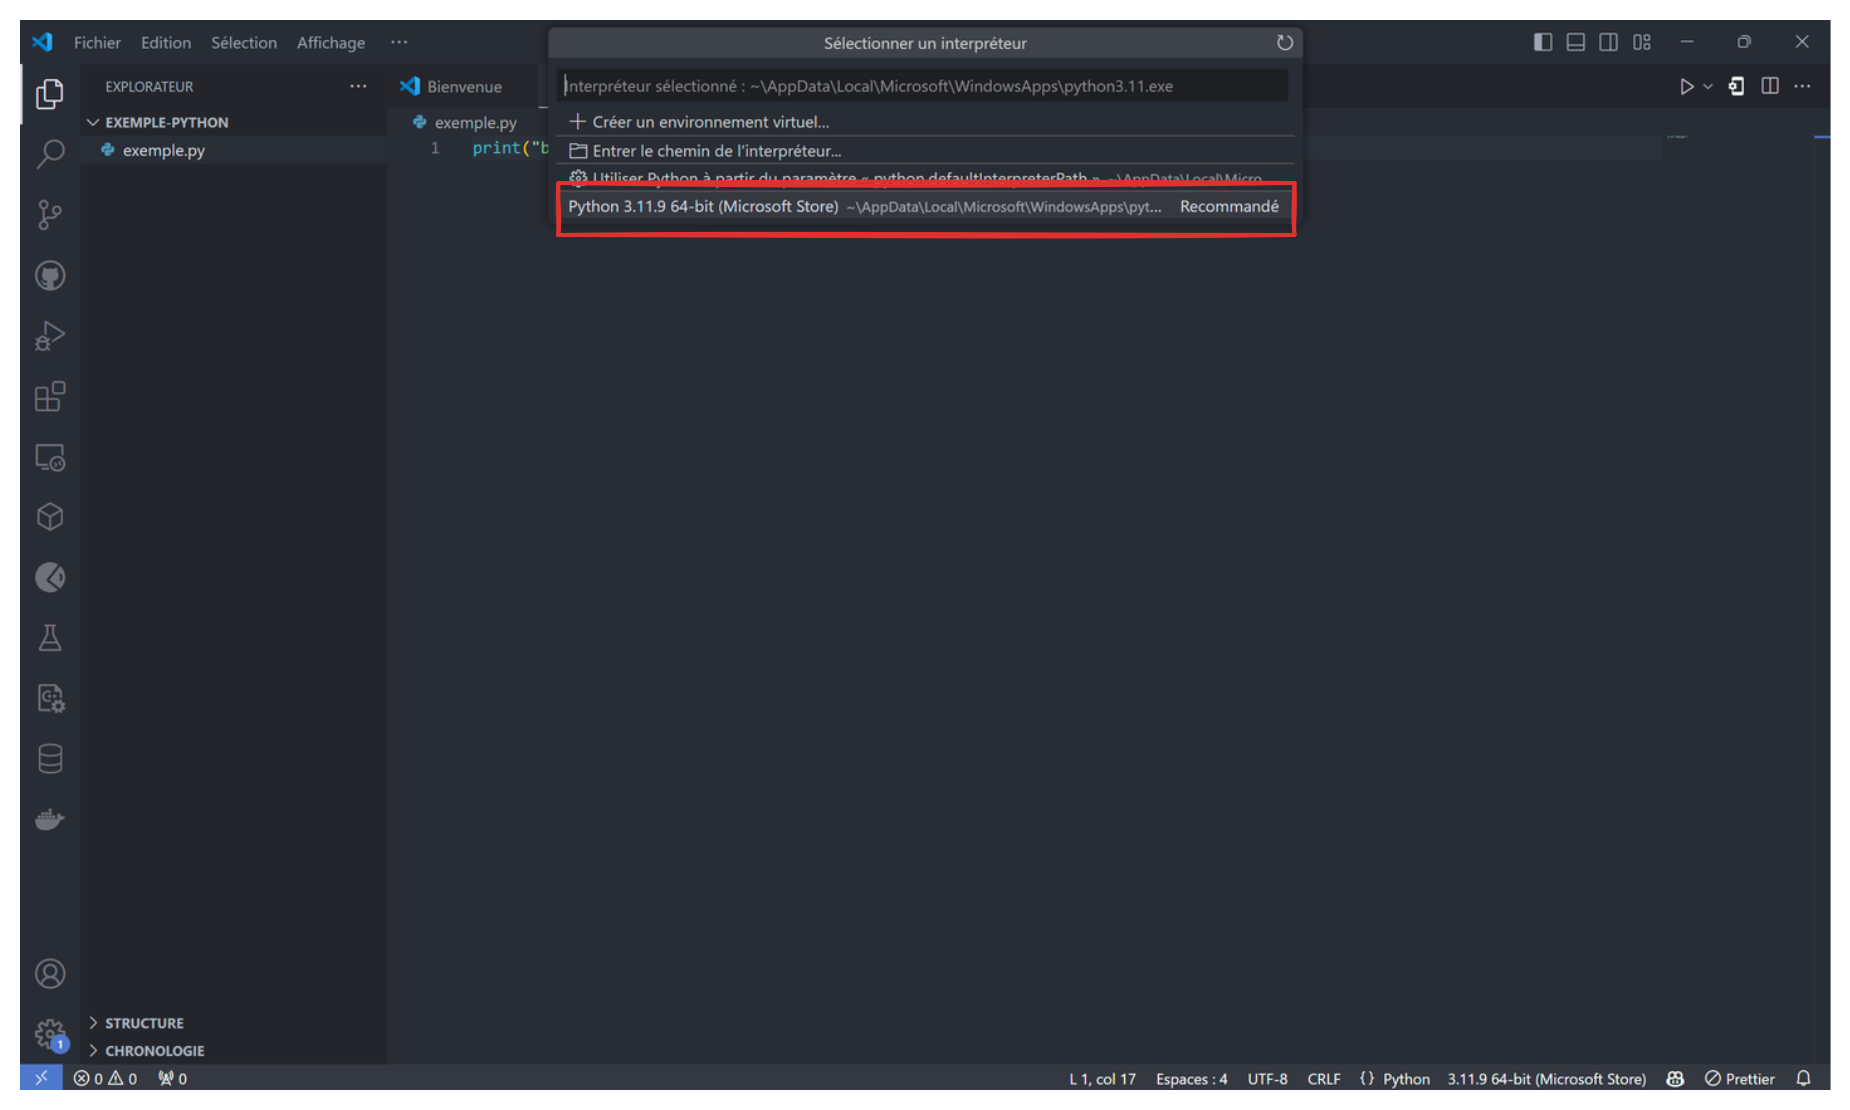 Fichier Edition Sélection Affichage ···
Sélectionner un interpréteur
EXPLORATEUR ···
Bienvenue
Interpréteur sélectionné : ~\AppData\Local\Microsoft\WindowsApps\python3.11.exe
EXEMPLE-PYTHON
exemple.py
+ Créer un environnement virtuel...
exemple.py
1 print("b
Entrer le chemin de l'interpréteur...
Utiliser Python à partir du paramètre « python.defaultInterpreterPath » ~\AppData\Local\Micro...
Python 3.11.9 64-bit (Microsoft Store) ~\AppData\Local\Microsoft\WindowsApps\pyt... Recommandé
STRUCTURE
1
CHRONOLOGIE
0 0 0
L 1, col 17 Espaces : 4 UTF-8 CRLF {} Python 3.11.9 64-bit (Microsoft Store) Prettier